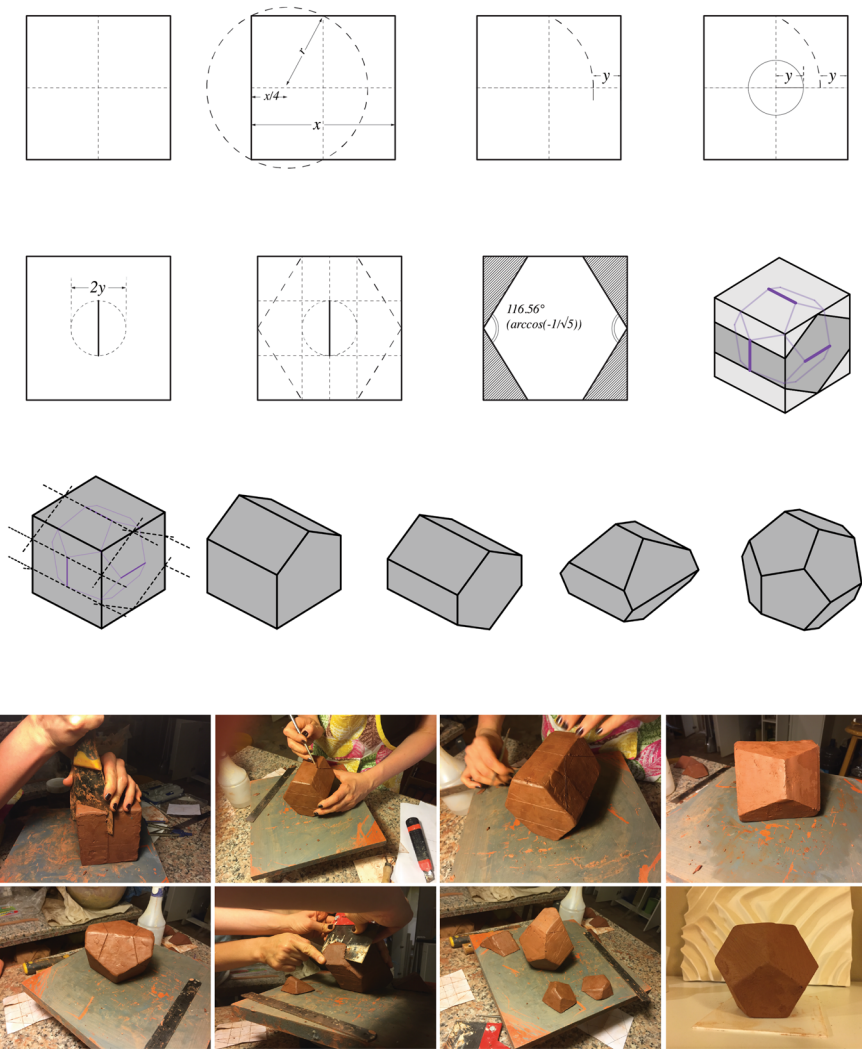 r
x/4
x
y
y
y
2y
116.56°
(arccos(-1/√5))